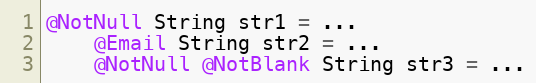 1 @NotNull String str1 = ...
2     @Email String str2 = ...
3     @NotNull @NotBlank String str3 = ...